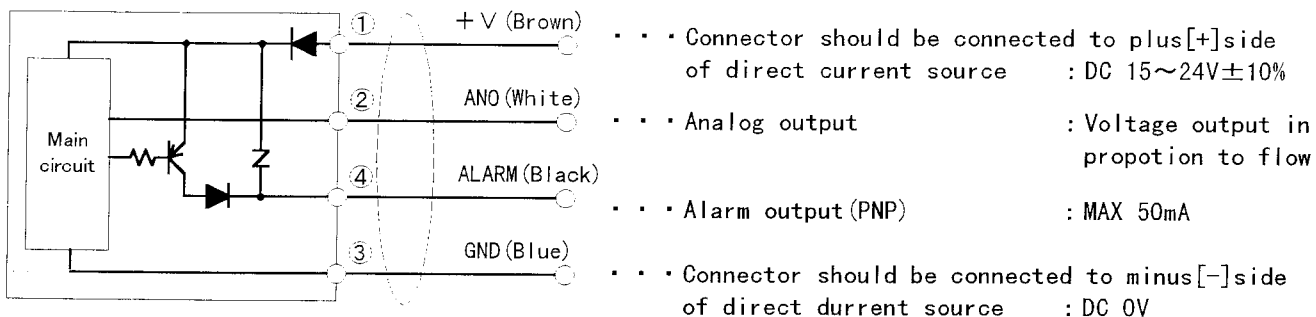 Main
circuit
① +V(Brown)
② ANO(White)
④ ALARM(Black)
③ GND(Blue)
・・・Connector should be connected to plus[+]side
of direct current source : DC 15~24V±10%
・・・Analog output : Voltage output in
propotion to flow
・・・Alarm output(PNP) : MAX 50mA
・・・Connector should be connected to minus[-]side
of direct durrent source : DC 0V